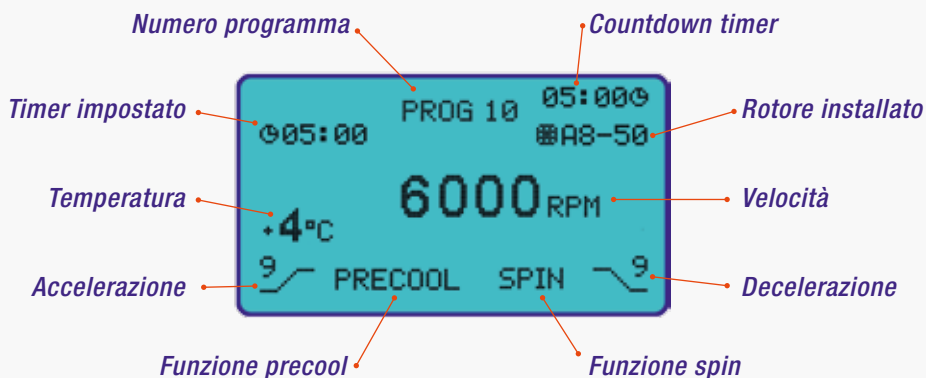 Numero programma
Countdown timer
Timer impostato
PROG 10
05:00
Rotore installato
05:00
A8-50
Temperatura
6000 RPM
Velocità
+4°C
Accelerazione
9
PRECOOL
SPIN
9
Decelerazione
Funzione precool
Funzione spin